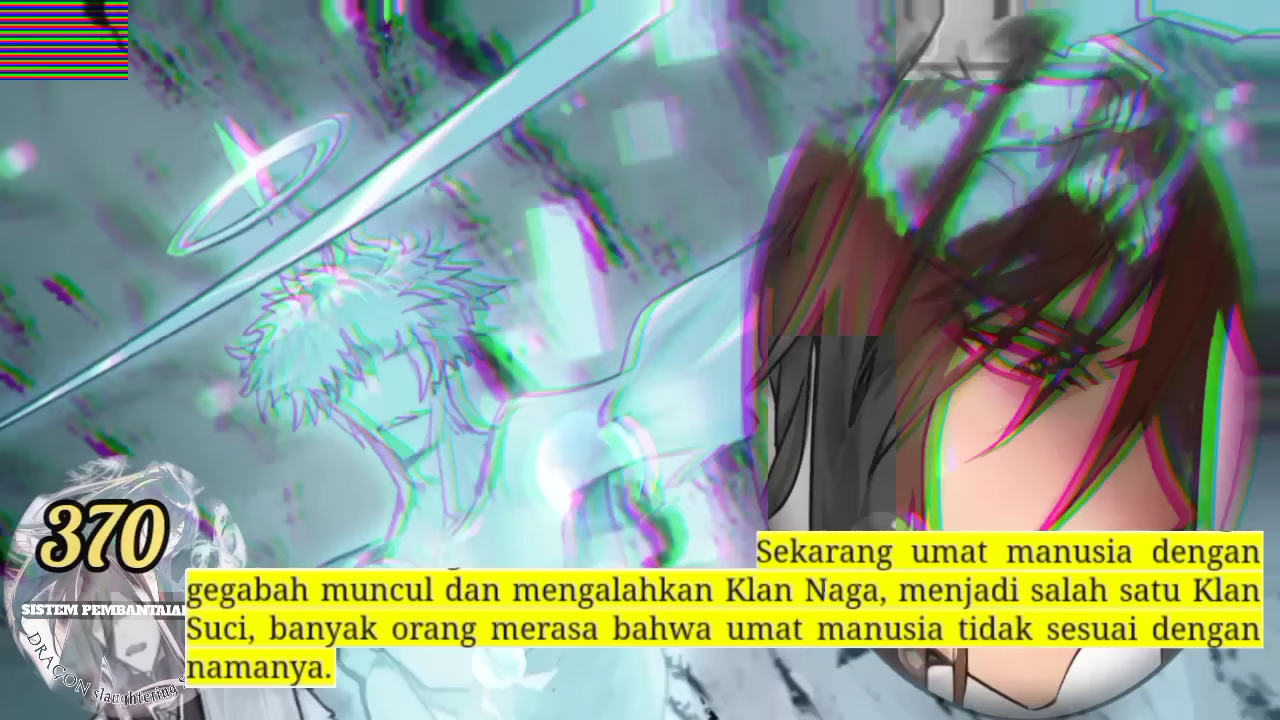 370
SISTEM PEMBANTAIA
DRAGON slaughtering
Sekarang umat manusia dengan
gegabah muncul dan mengalahkan Klan Naga, menjadi salah satu Klan
Suci, banyak orang merasa bahwa umat manusia tidak sesuai dengan
namanya.